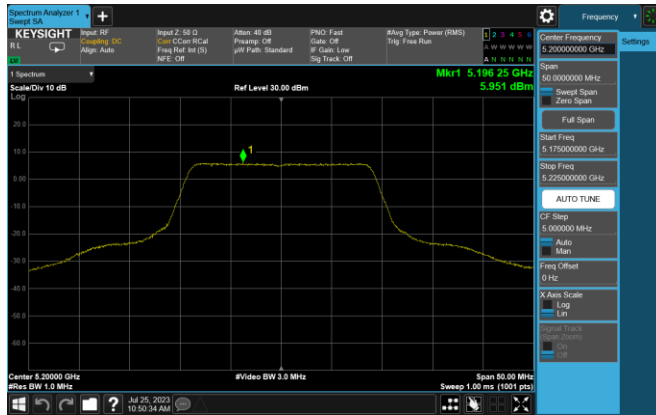 Spectrum Analyzer 1
Swept SA
+
Frequency
KEYSIGHT
RL
Input: RF
Coupling: DC
Align: Auto
Input Z: 50 Ω
Corr CCorr RCal
Freq Ref: Int (S)
NFE: Off
Atten: 40 dB
Preamp: Off
µW Path: Standard
PNO: Fast
Gate: Off
IF Gain: Low
Sig Track: Off
#Avg Type: Power (RMS)
Trig: Free Run
1 2 3 4 5 6
A W W W W W
A N N N N N
Center Frequency
5.200000000 GHz
Settings
Span
50.0000000 MHz
Swept Span
Zero Span
Full Span
Start Freq
5.175000000 GHz
Stop Freq
5.225000000 GHz
AUTO TUNE
CF Step
5.000000 MHz
Auto
Man
Freq Offset
0 Hz
X Axis Scale
Log
Lin
Signal Track
(Span Zoom)
On
Off
1 Spectrum
Scale/Div 10 dB
Ref Level 30.00 dBm
Mkr1 5.196 25 GHz
5.951 dBm
Log
20.0
10.0
0.00
-10.0
-20.0
-30.0
-40.0
-50.0
-60.0
1
Center 5.20000 GHz
#Video BW 3.0 MHz
Span 50.00 MHz
#Res BW 1.0 MHz
Sweep 1.00 ms (1001 pts)
?
Jul 25, 2023
10:50:34 AM